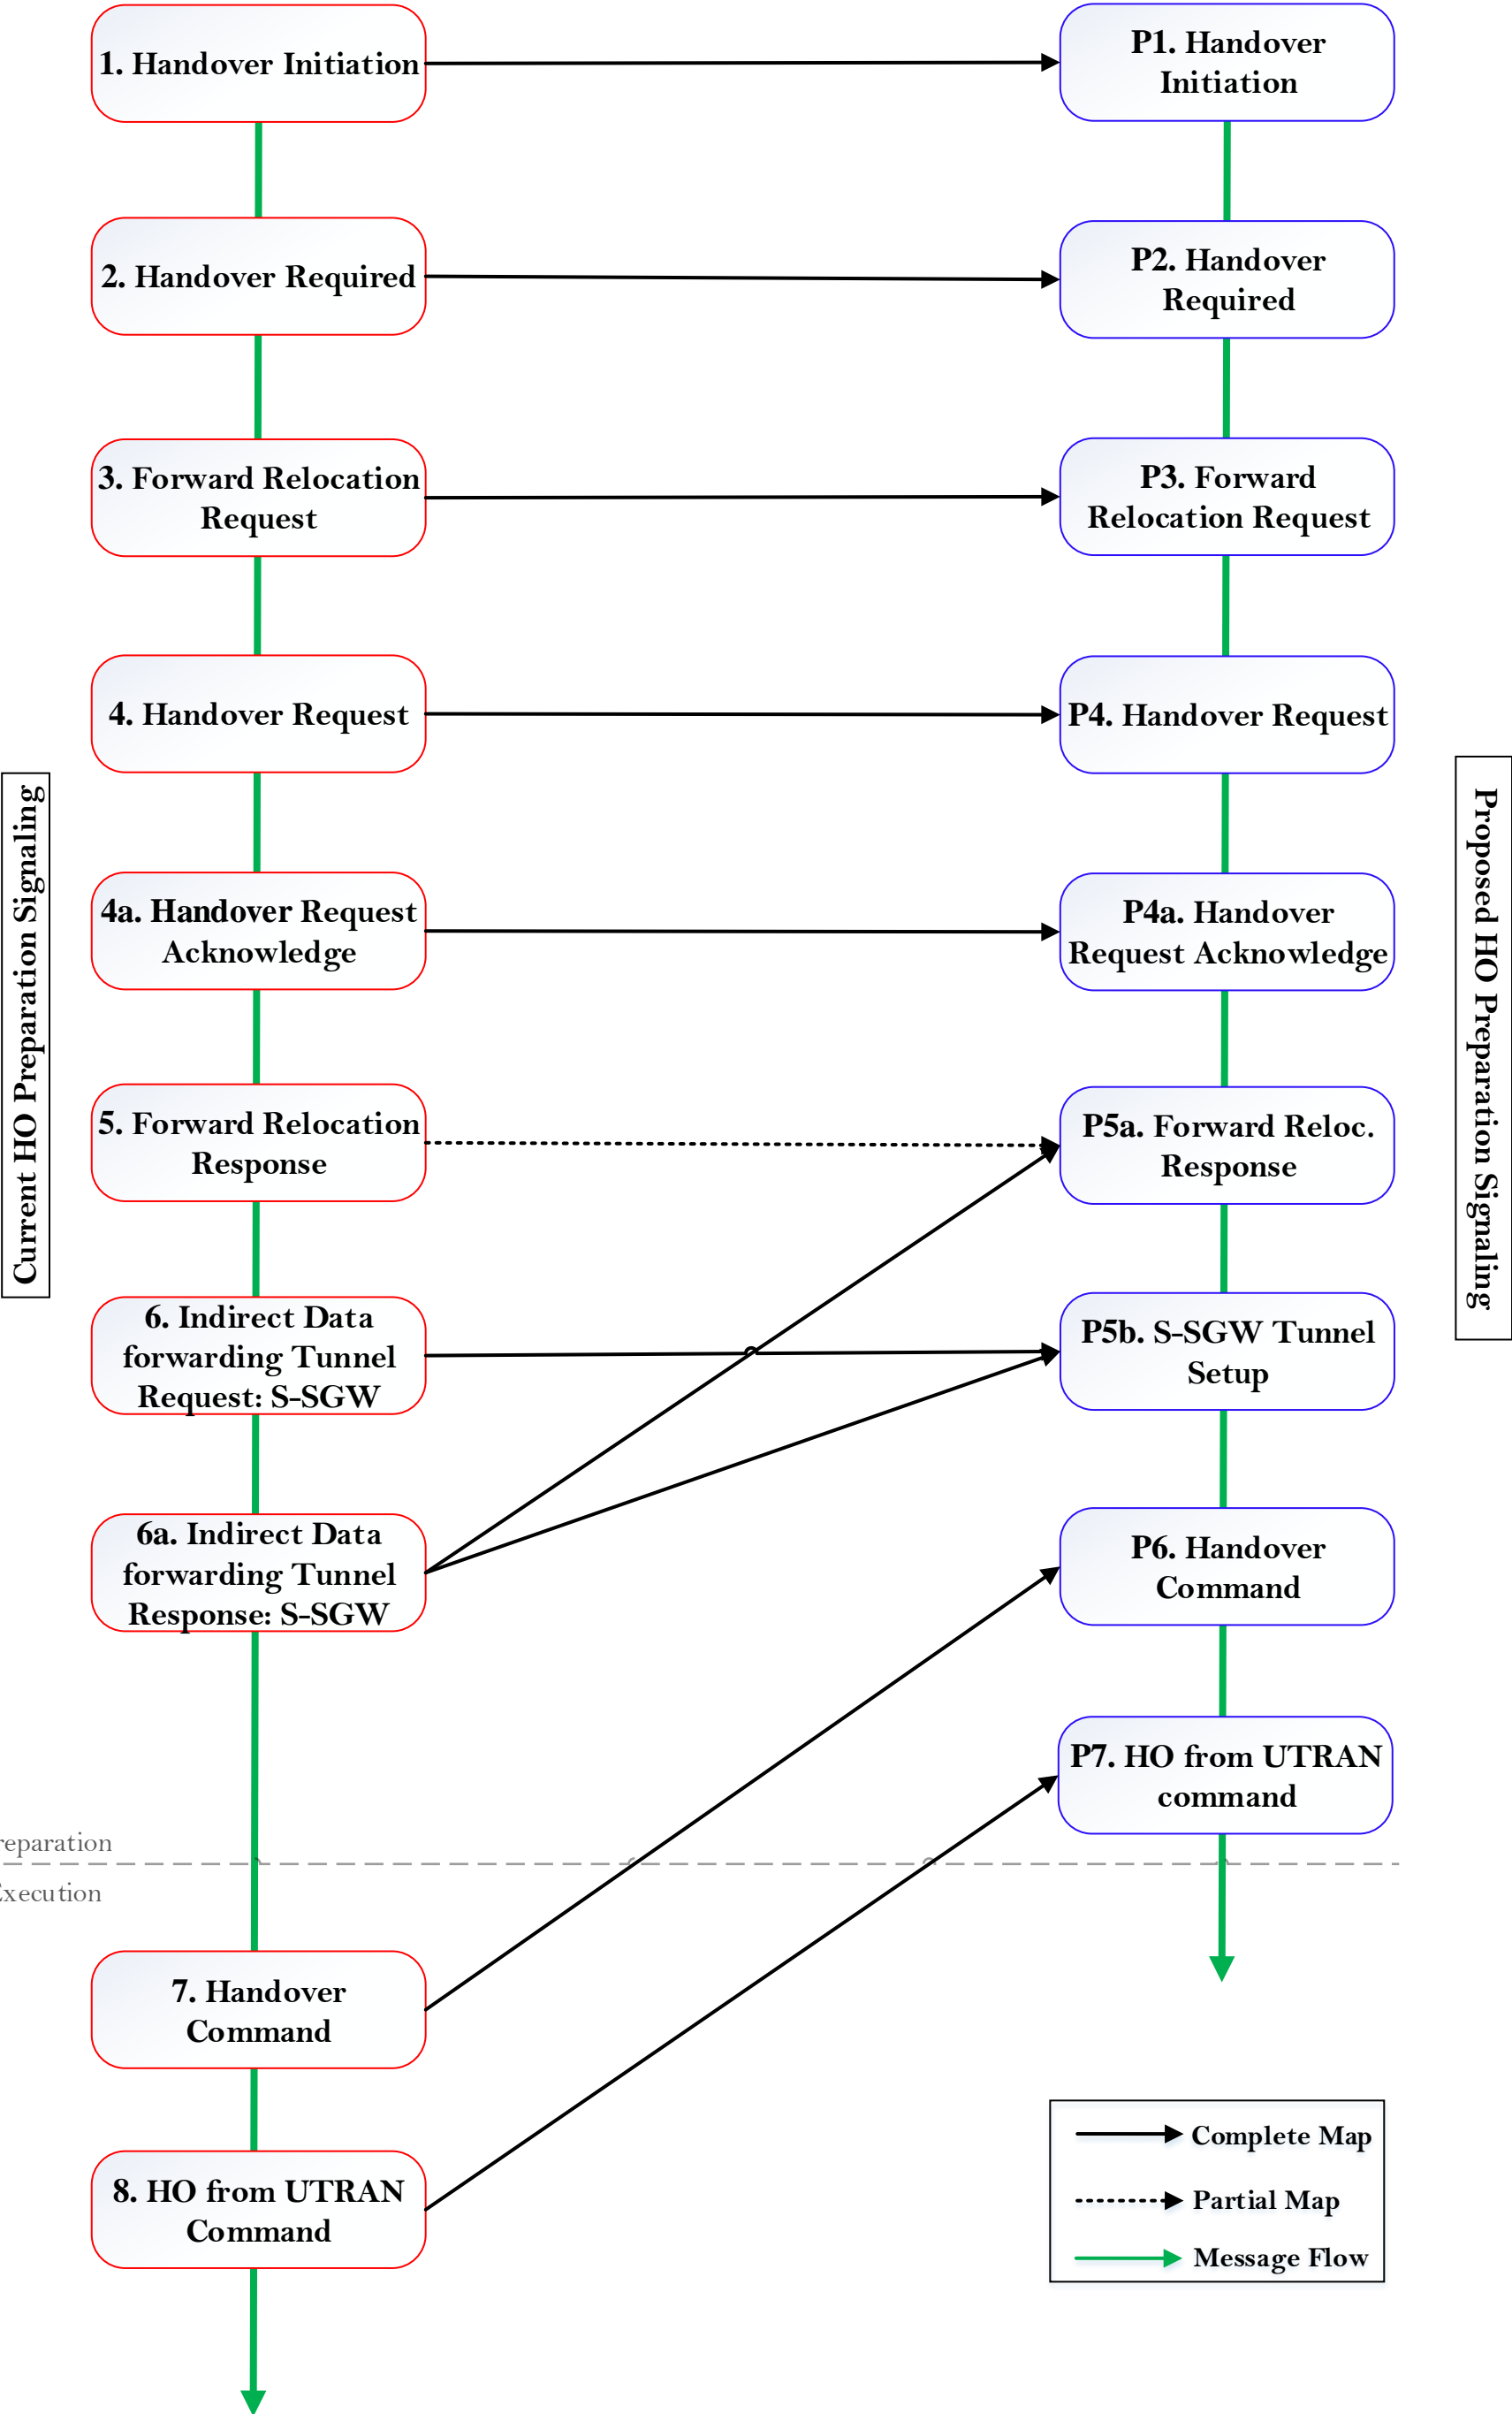 1. Handover Initiation
P1. Handover
Initiation
2. Handover Required
P2. Handover
Required
3. Forward Relocation
Request
P3. Forward
Relocation Request
4. Handover Request
P4. Handover Request
Current HO Preparation Signaling
Proposed HO Preparation Signaling
4a. Handover Request
Acknowledge
P4a. Handover
Request Acknowledge
5. Forward Relocation
Response
P5a. Forward Reloc.
Response
6. Indirect Data
forwarding Tunnel
Request: S-SGW
P5b. S-SGW Tunnel
Setup
6a. Indirect Data
forwarding Tunnel
Response: S-SGW
P6. Handover
Command
P7. HO from UTRAN
command
reparation
Execution
7. Handover
Command
8. HO from UTRAN
Command
Complete Map
Partial Map
Message Flow